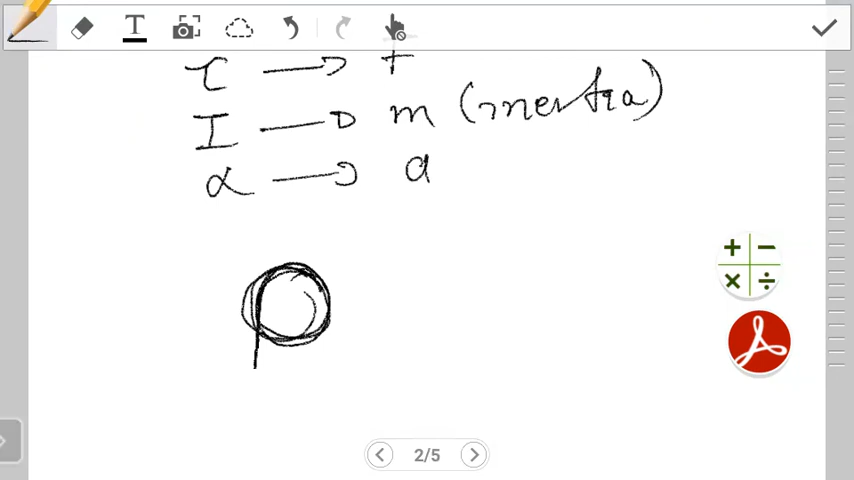 T
τ → F
I → m (inertia)
α → a
+ −
× ÷
2/5